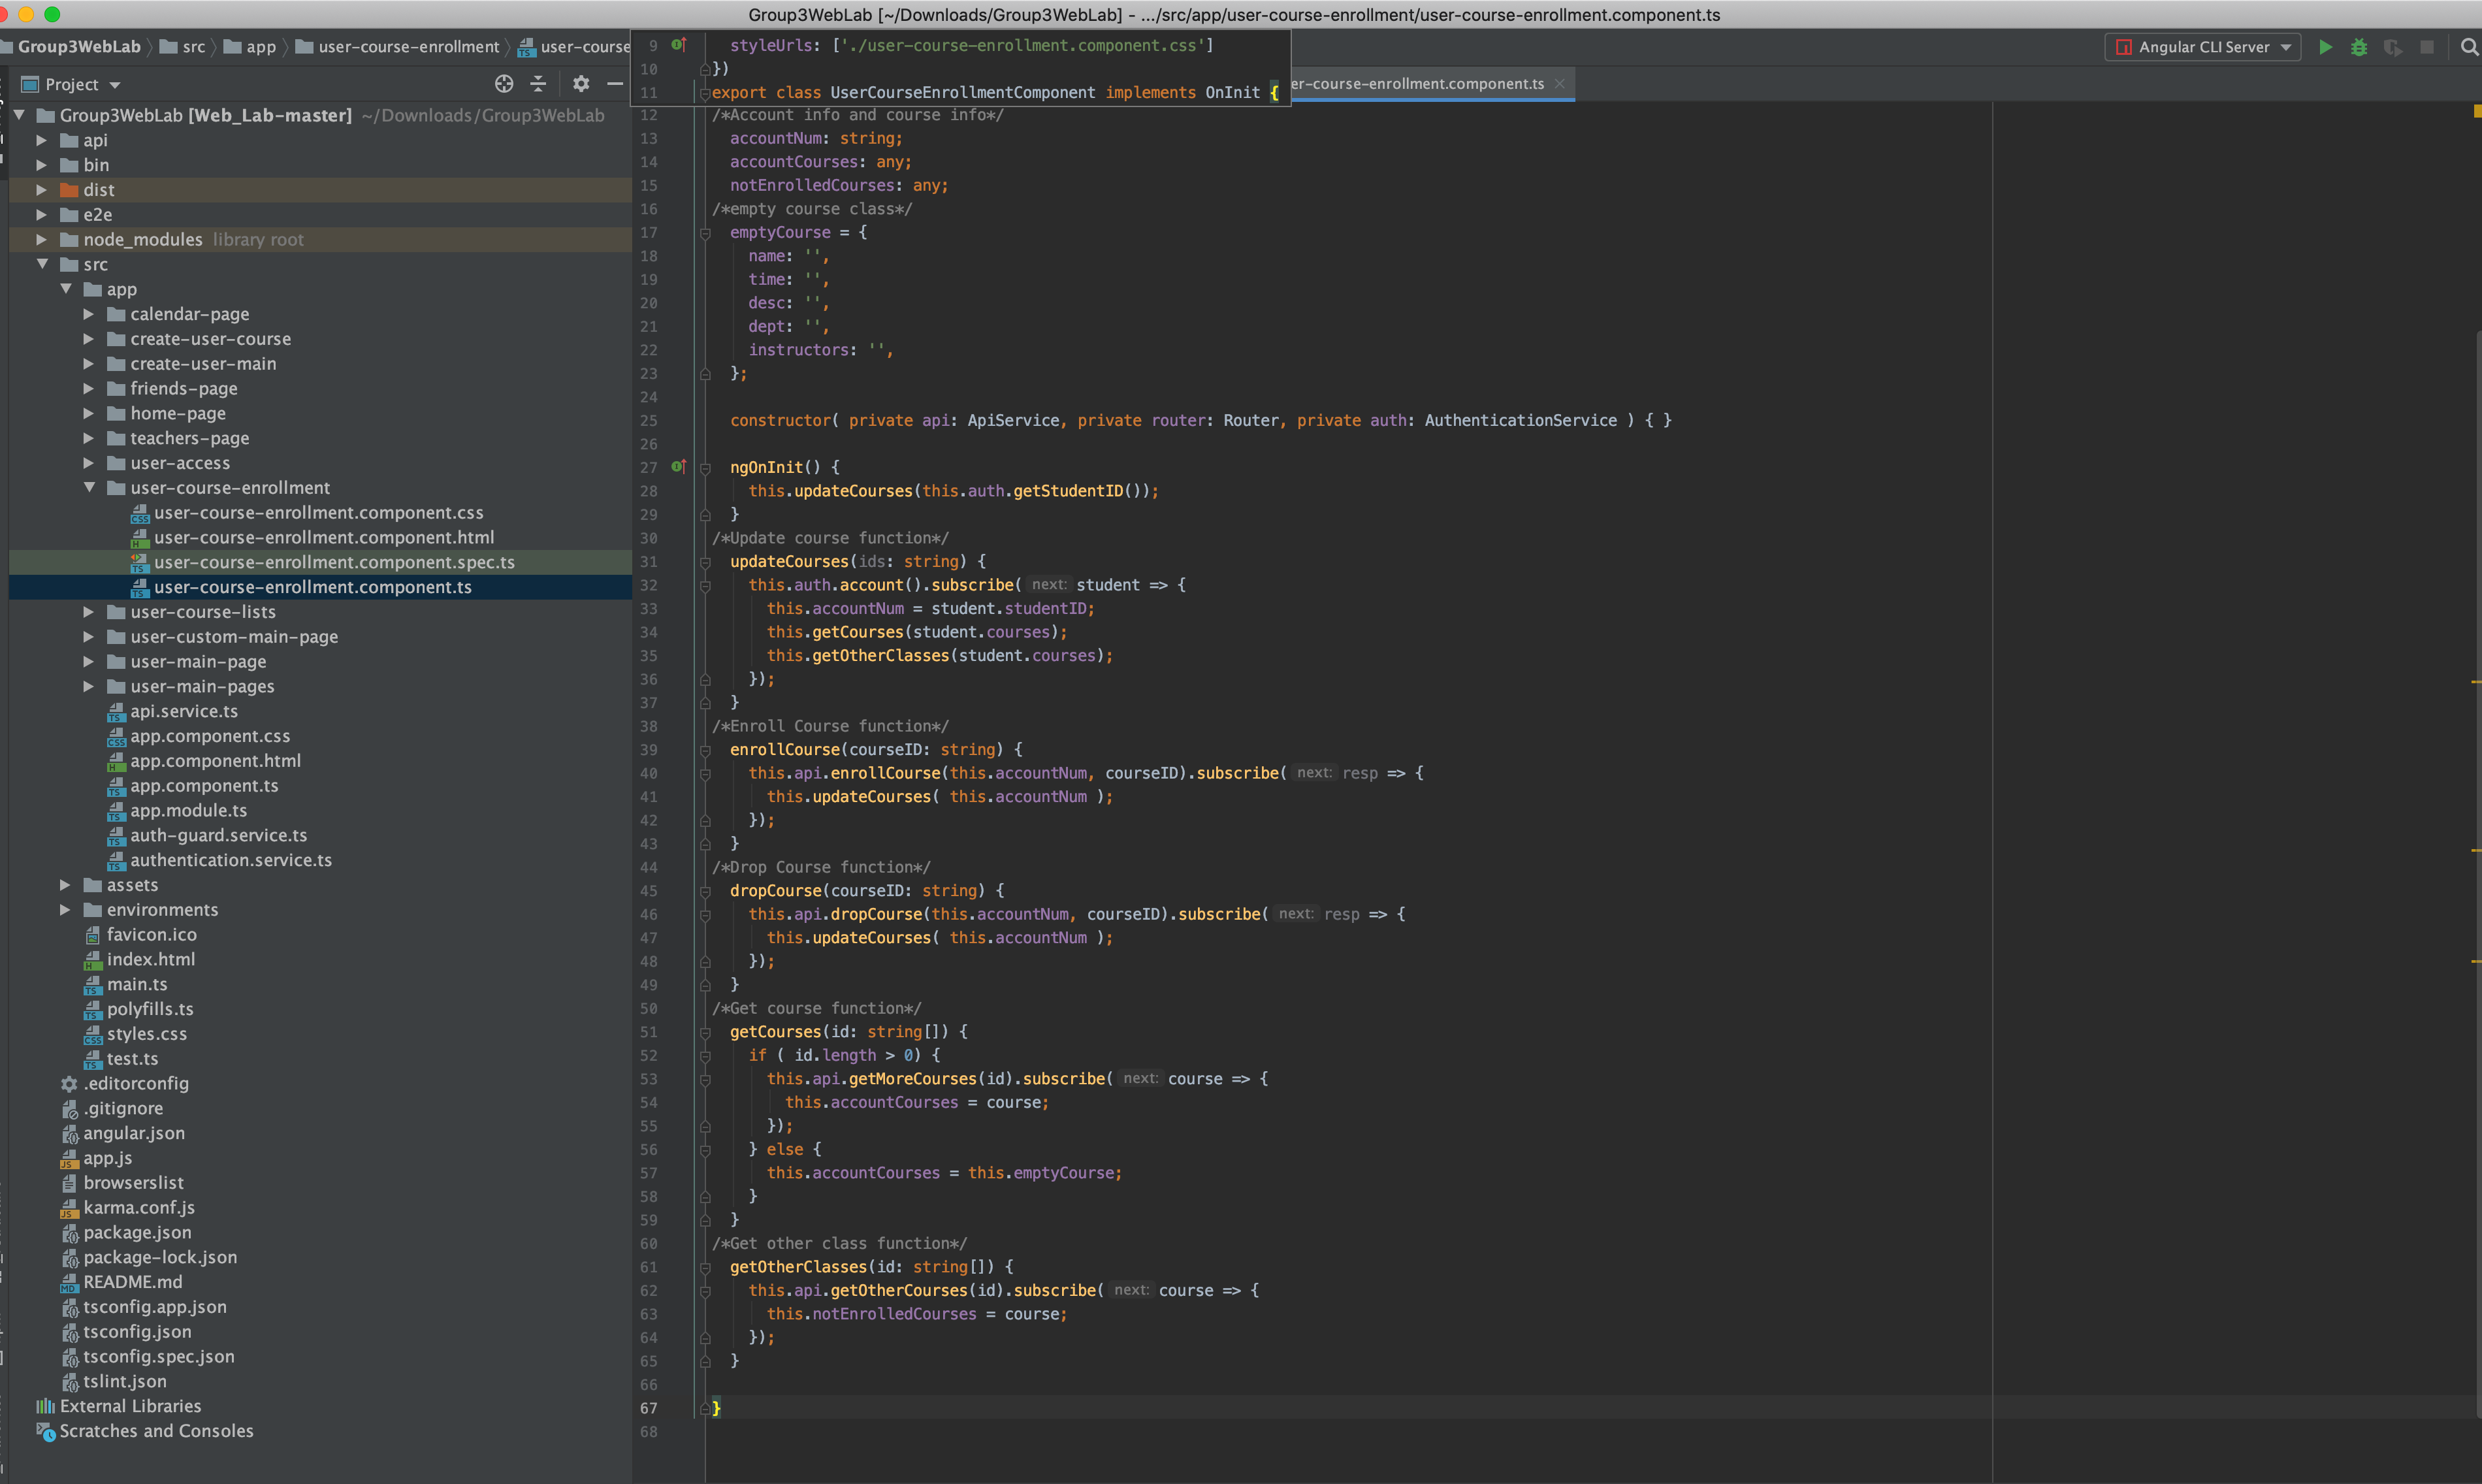 Group3WebLab [~/Downloads/Group3WebLab] - .../src/app/user-course-enrollment/user-course-enrollment.component.ts
Group3WebLab src app user-course-enrollment user-course
Angular CLI Server
Project
er-course-enrollment.component.ts
Group3WebLab [Web_Lab-master] ~/Downloads/Group3WebLab
api
bin
dist
e2e
node_modules library root
src
app
calendar-page
create-user-course
create-user-main
friends-page
home-page
teachers-page
user-access
user-course-enrollment
user-course-enrollment.component.css
user-course-enrollment.component.html
user-course-enrollment.component.spec.ts
user-course-enrollment.component.ts
user-course-lists
user-custom-main-page
user-main-page
user-main-pages
api.service.ts
app.component.css
app.component.html
app.component.ts
app.module.ts
auth-guard.service.ts
authentication.service.ts
assets
environments
favicon.ico
index.html
main.ts
polyfills.ts
styles.css
test.ts
.editorconfig
.gitignore
angular.json
app.js
browserslist
karma.conf.js
package.json
package-lock.json
README.md
tsconfig.app.json
tsconfig.json
tsconfig.spec.json
tslint.json
External Libraries
Scratches and Consoles
9 styleUrls: ['./user-course-enrollment.component.css']
10 })
11 export class UserCourseEnrollmentComponent implements OnInit {
12 /*Account info and course info*/
13 accountNum: string;
14 accountCourses: any;
15 notEnrolledCourses: any;
16 /*empty course class*/
17 emptyCourse = {
18 name: '',
19 time: '',
20 desc: '',
21 dept: '',
22 instructors: '',
23 };
24
25 constructor( private api: ApiService, private router: Router, private auth: AuthenticationService ) { }
26
27 ngOnInit() {
28 this.updateCourses(this.auth.getStudentID());
29 }
30 /*Update course function*/
31 updateCourses(ids: string) {
32 this.auth.account().subscribe( next: student => {
33 this.accountNum = student.studentID;
34 this.getCourses(student.courses);
35 this.getOtherClasses(student.courses);
36 });
37 }
38 /*Enroll Course function*/
39 enrollCourse(courseID: string) {
40 this.api.enrollCourse(this.accountNum, courseID).subscribe( next: resp => {
41 this.updateCourses( this.accountNum );
42 });
43 }
44 /*Drop Course function*/
45 dropCourse(courseID: string) {
46 this.api.dropCourse(this.accountNum, courseID).subscribe( next: resp => {
47 this.updateCourses( this.accountNum );
48 });
49 }
50 /*Get course function*/
51 getCourses(id: string[]) {
52 if ( id.length > 0) {
53 this.api.getMoreCourses(id).subscribe( next: course => {
54 this.accountCourses = course;
55 });
56 } else {
57 this.accountCourses = this.emptyCourse;
58 }
59 }
60 /*Get other class function*/
61 getOtherClasses(id: string[]) {
62 this.api.getOtherCourses(id).subscribe( next: course => {
63 this.notEnrolledCourses = course;
64 });
65 }
66
67 }
68